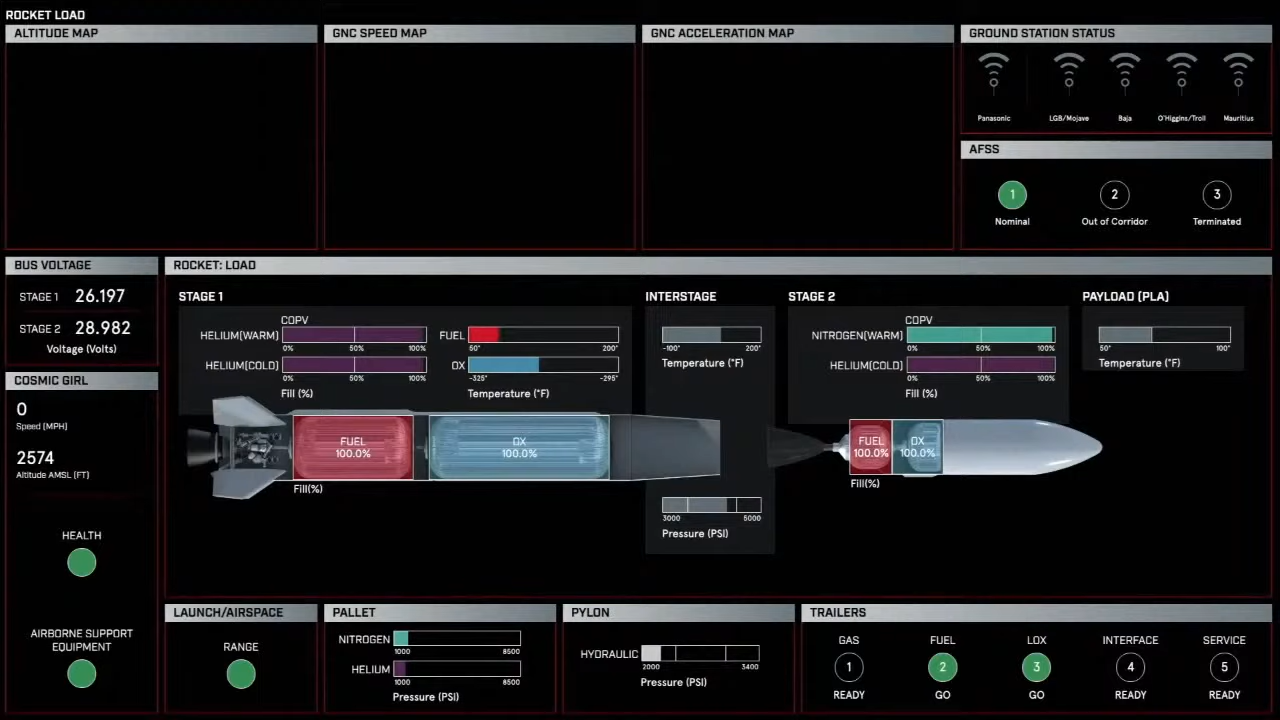 ROCKET LOAD
ALTITUDE MAP
GNC SPEED MAP
GNC ACCELERATION MAP
GROUND STATION STATUS
Panasonic
LGB/Mojave
Baja
O'Higgins/Troll
Mauritius
AFSS
1
2
3
Nominal
Out of Corridor
Terminated
BUS VOLTAGE
STAGE 1 26.197
STAGE 2 28.982
Voltage (Volts)
COSMIC GIRL
0
Speed (MPH)
2574
Altitude AMSL (FT)
HEALTH
AIRBORNE SUPPORT
EQUIPMENT
ROCKET: LOAD
STAGE 1
COPV
HELIUM(WARM)
0% 50% 100%
HELIUM(COLD)
0% 50% 100%
Fill (%)
FUEL
50° 200°
OX
-325° -295°
Temperature (°F)
FUEL
100.0%
OX
100.0%
Fill(%)
INTERSTAGE
-100° 200°
Temperature (°F)
3000 5000
Pressure (PSI)
STAGE 2
COPV
NITROGEN(WARM)
0% 50% 100%
HELIUM(COLD)
0% 50% 100%
Fill (%)
FUEL
100.0%
OX
100.0%
Fill(%)
PAYLOAD (PLA)
50° 100°
Temperature (°F)
LAUNCH/AIRSPACE
RANGE
PALLET
NITROGEN
1000 8500
HELIUM
1000 8500
Pressure (PSI)
PYLON
HYDRAULIC
2000 3400
Pressure (PSI)
TRAILERS
GAS
FUEL
LOX
INTERFACE
SERVICE
1
2
3
4
5
READY
GO
GO
READY
READY